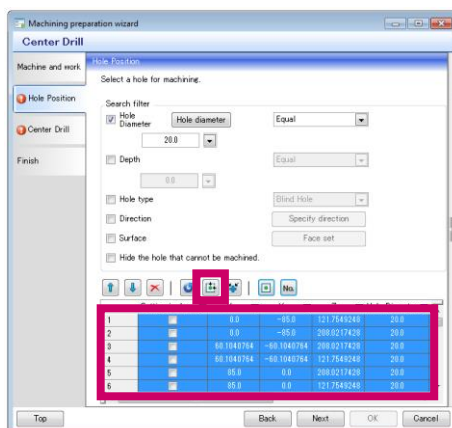 Machining preparation wizard
Center Drill
Machine and work
Hole Position
Center Drill
Finish
Hole Position
Select a hole for machining.
Search filter
Hole Diameter
Hole diameter
Equal
20.0
Depth
Equal
0.0
Hole type
Blind Hole
Direction
Specify direction
Surface
Face set
Hide the hole that cannot be machined.
No.
1 0.0 -85.0 121.7549248 20.0
2 0.0 -85.0 208.0217428 20.0
3 60.1040764 -60.1040764 208.0217428 20.0
4 60.1040764 -60.1040764 121.7549248 20.0
5 85.0 0.0 208.0217428 20.0
6 85.0 0.0 121.7549248 20.0
Top
Back
Next
OK
Cancel